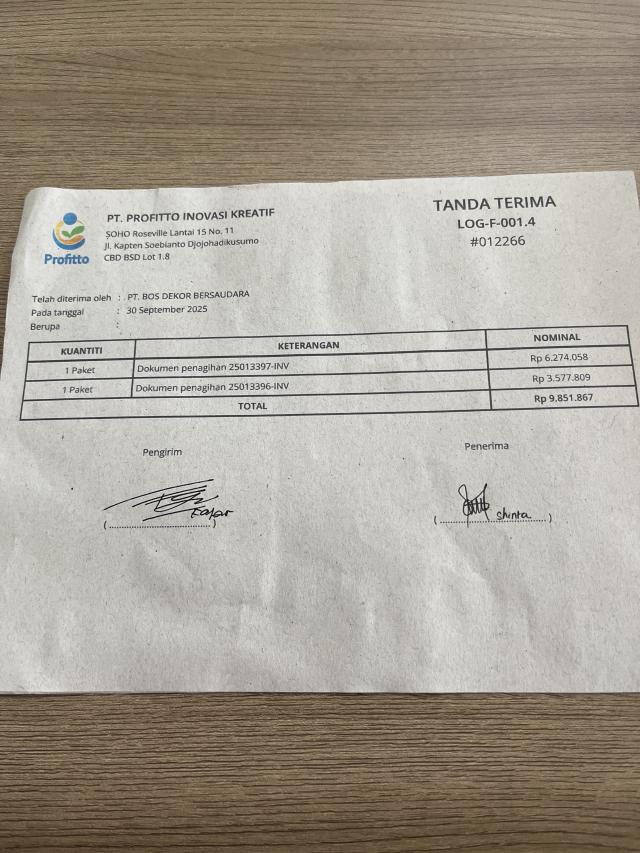 Profitto
PT. PROFITTO INOVASI KREATIF
SOHO Roseville Lantai 15 No. 11
Jl. Kapten Soebianto Djojohadikusumo
CBD BSD Lot 1.8
TANDA TERIMA
LOG-F-001.4
#012266
Telah diterima oleh : PT. BOS DEKOR BERSAUDARA
Pada tanggal : 30 September 2025
Berupa :
KUANTITI KETERANGAN NOMINAL
1 Paket Dokumen penagihan 25013397-INV Rp 6.274.058
1 Paket Dokumen penagihan 25013396-INV Rp 3.577.809
TOTAL Rp 9.851.867
Pengirim Penerima
Fajar Shinta
(..............................) (..............................)